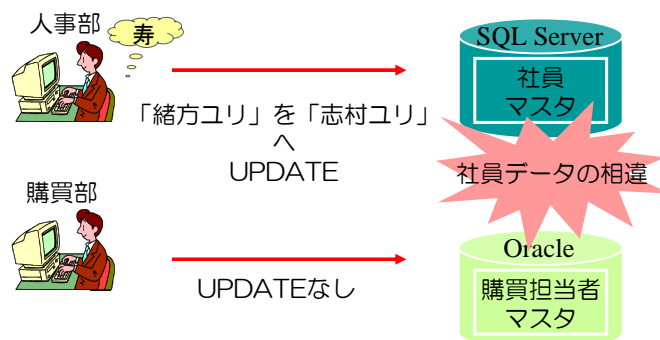 人事部
寿
SQL Server
社員
マスタ
「緒方ユリ」を「志村ユリ」
へ
UPDATE
社員データの相違
購買部
Oracle
UPDATEなし
購買担当者
マスタ